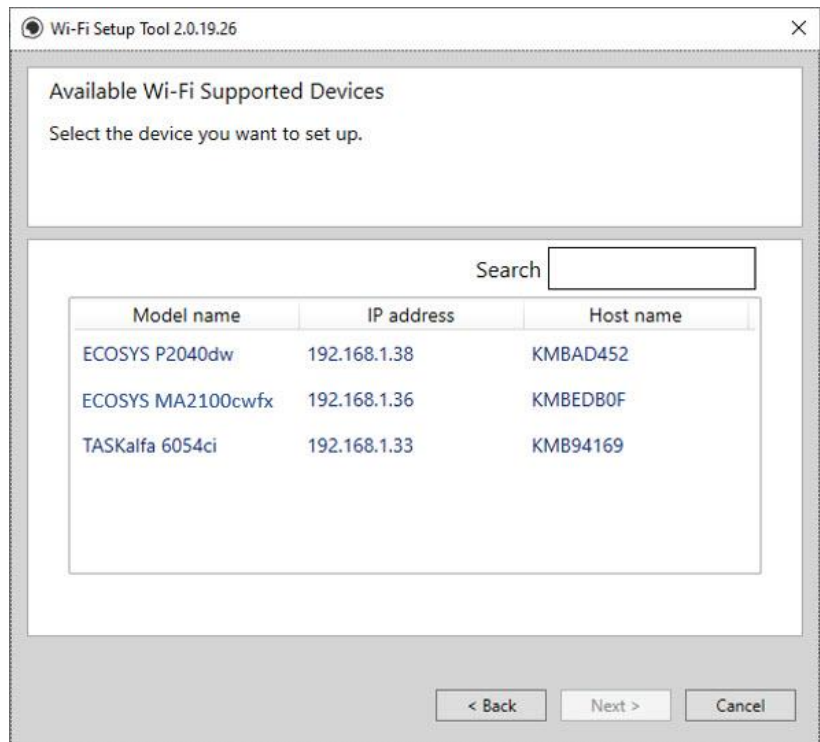 Wi-Fi Setup Tool 2.0.19.26
Available Wi-Fi Supported Devices
Select the device you want to set up.
Search
Model name IP address Host name
ECOSYS P2040dw 192.168.1.38 KMBAD452
ECOSYS MA2100cwfx 192.168.1.36 KMBEDB0F
TASKalfa 6054ci 192.168.1.33 KMB94169
< Back Next > Cancel